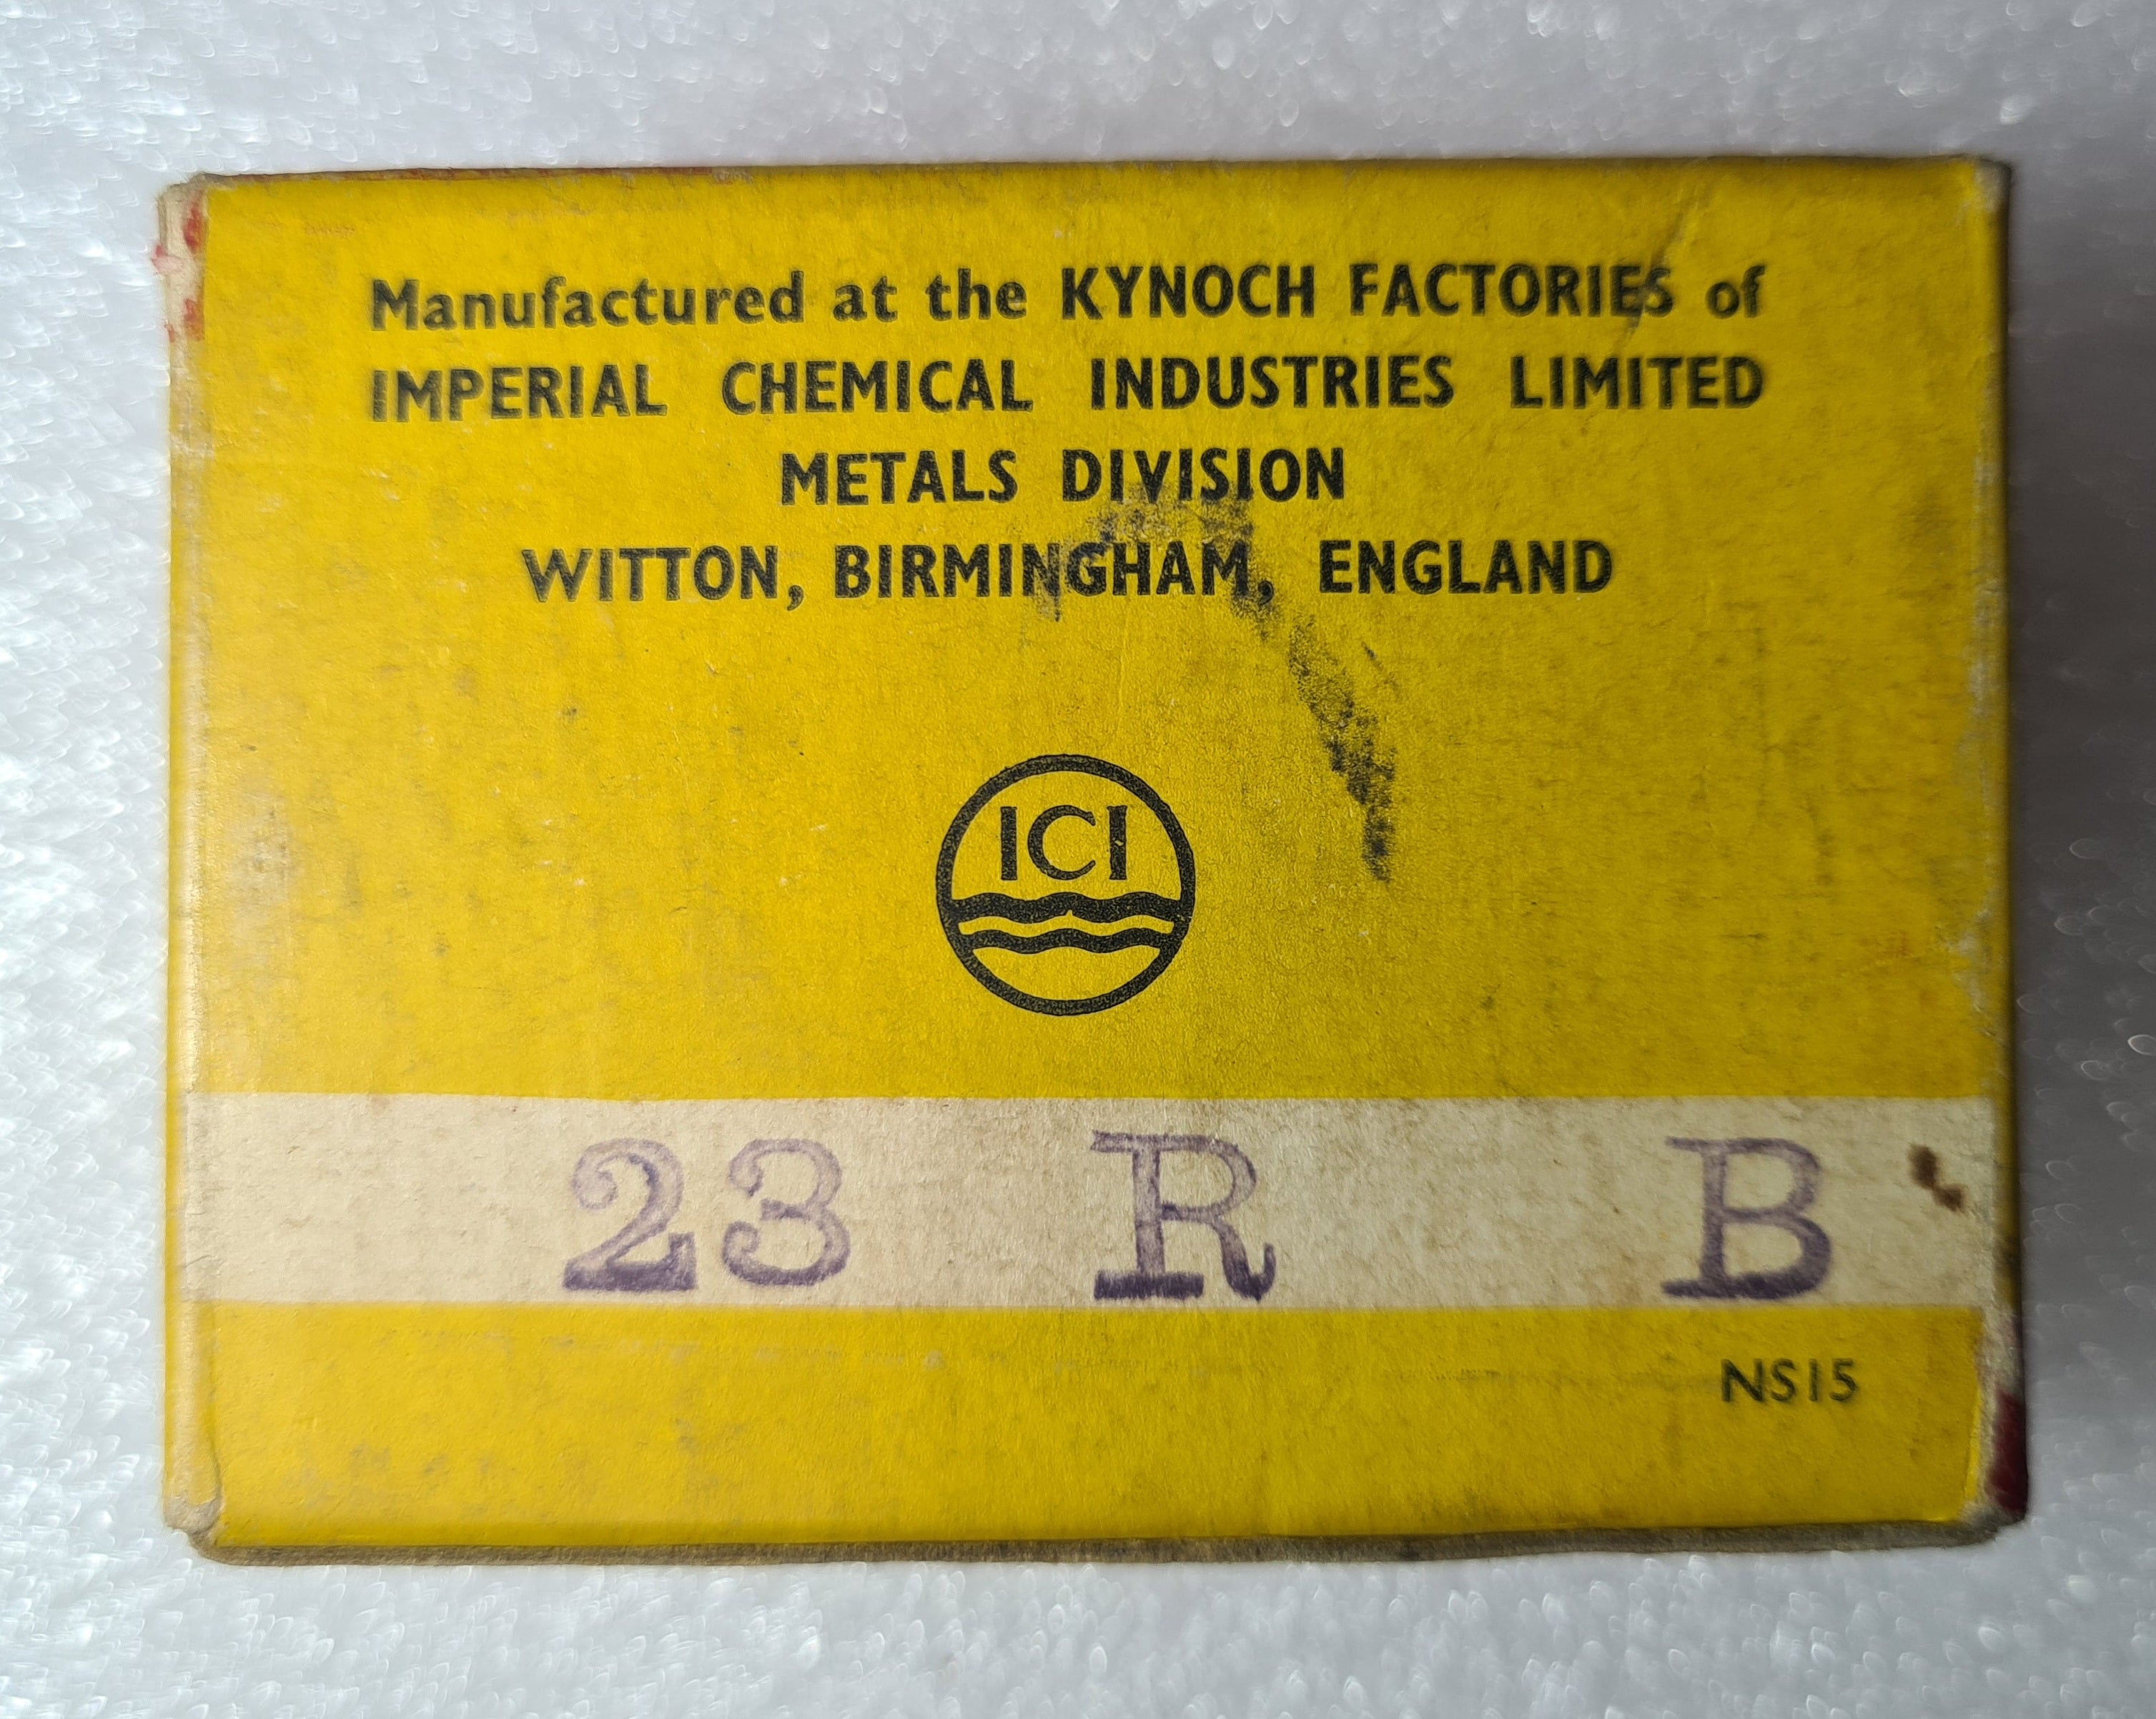 Manufactured at the KYNOCH FACTORIES of
IMPERIAL CHEMICAL INDUSTRIES LIMITED
METALS DIVISION
WITTON, BIRMINGHAM, ENGLAND
ICI
23 R B
NS15